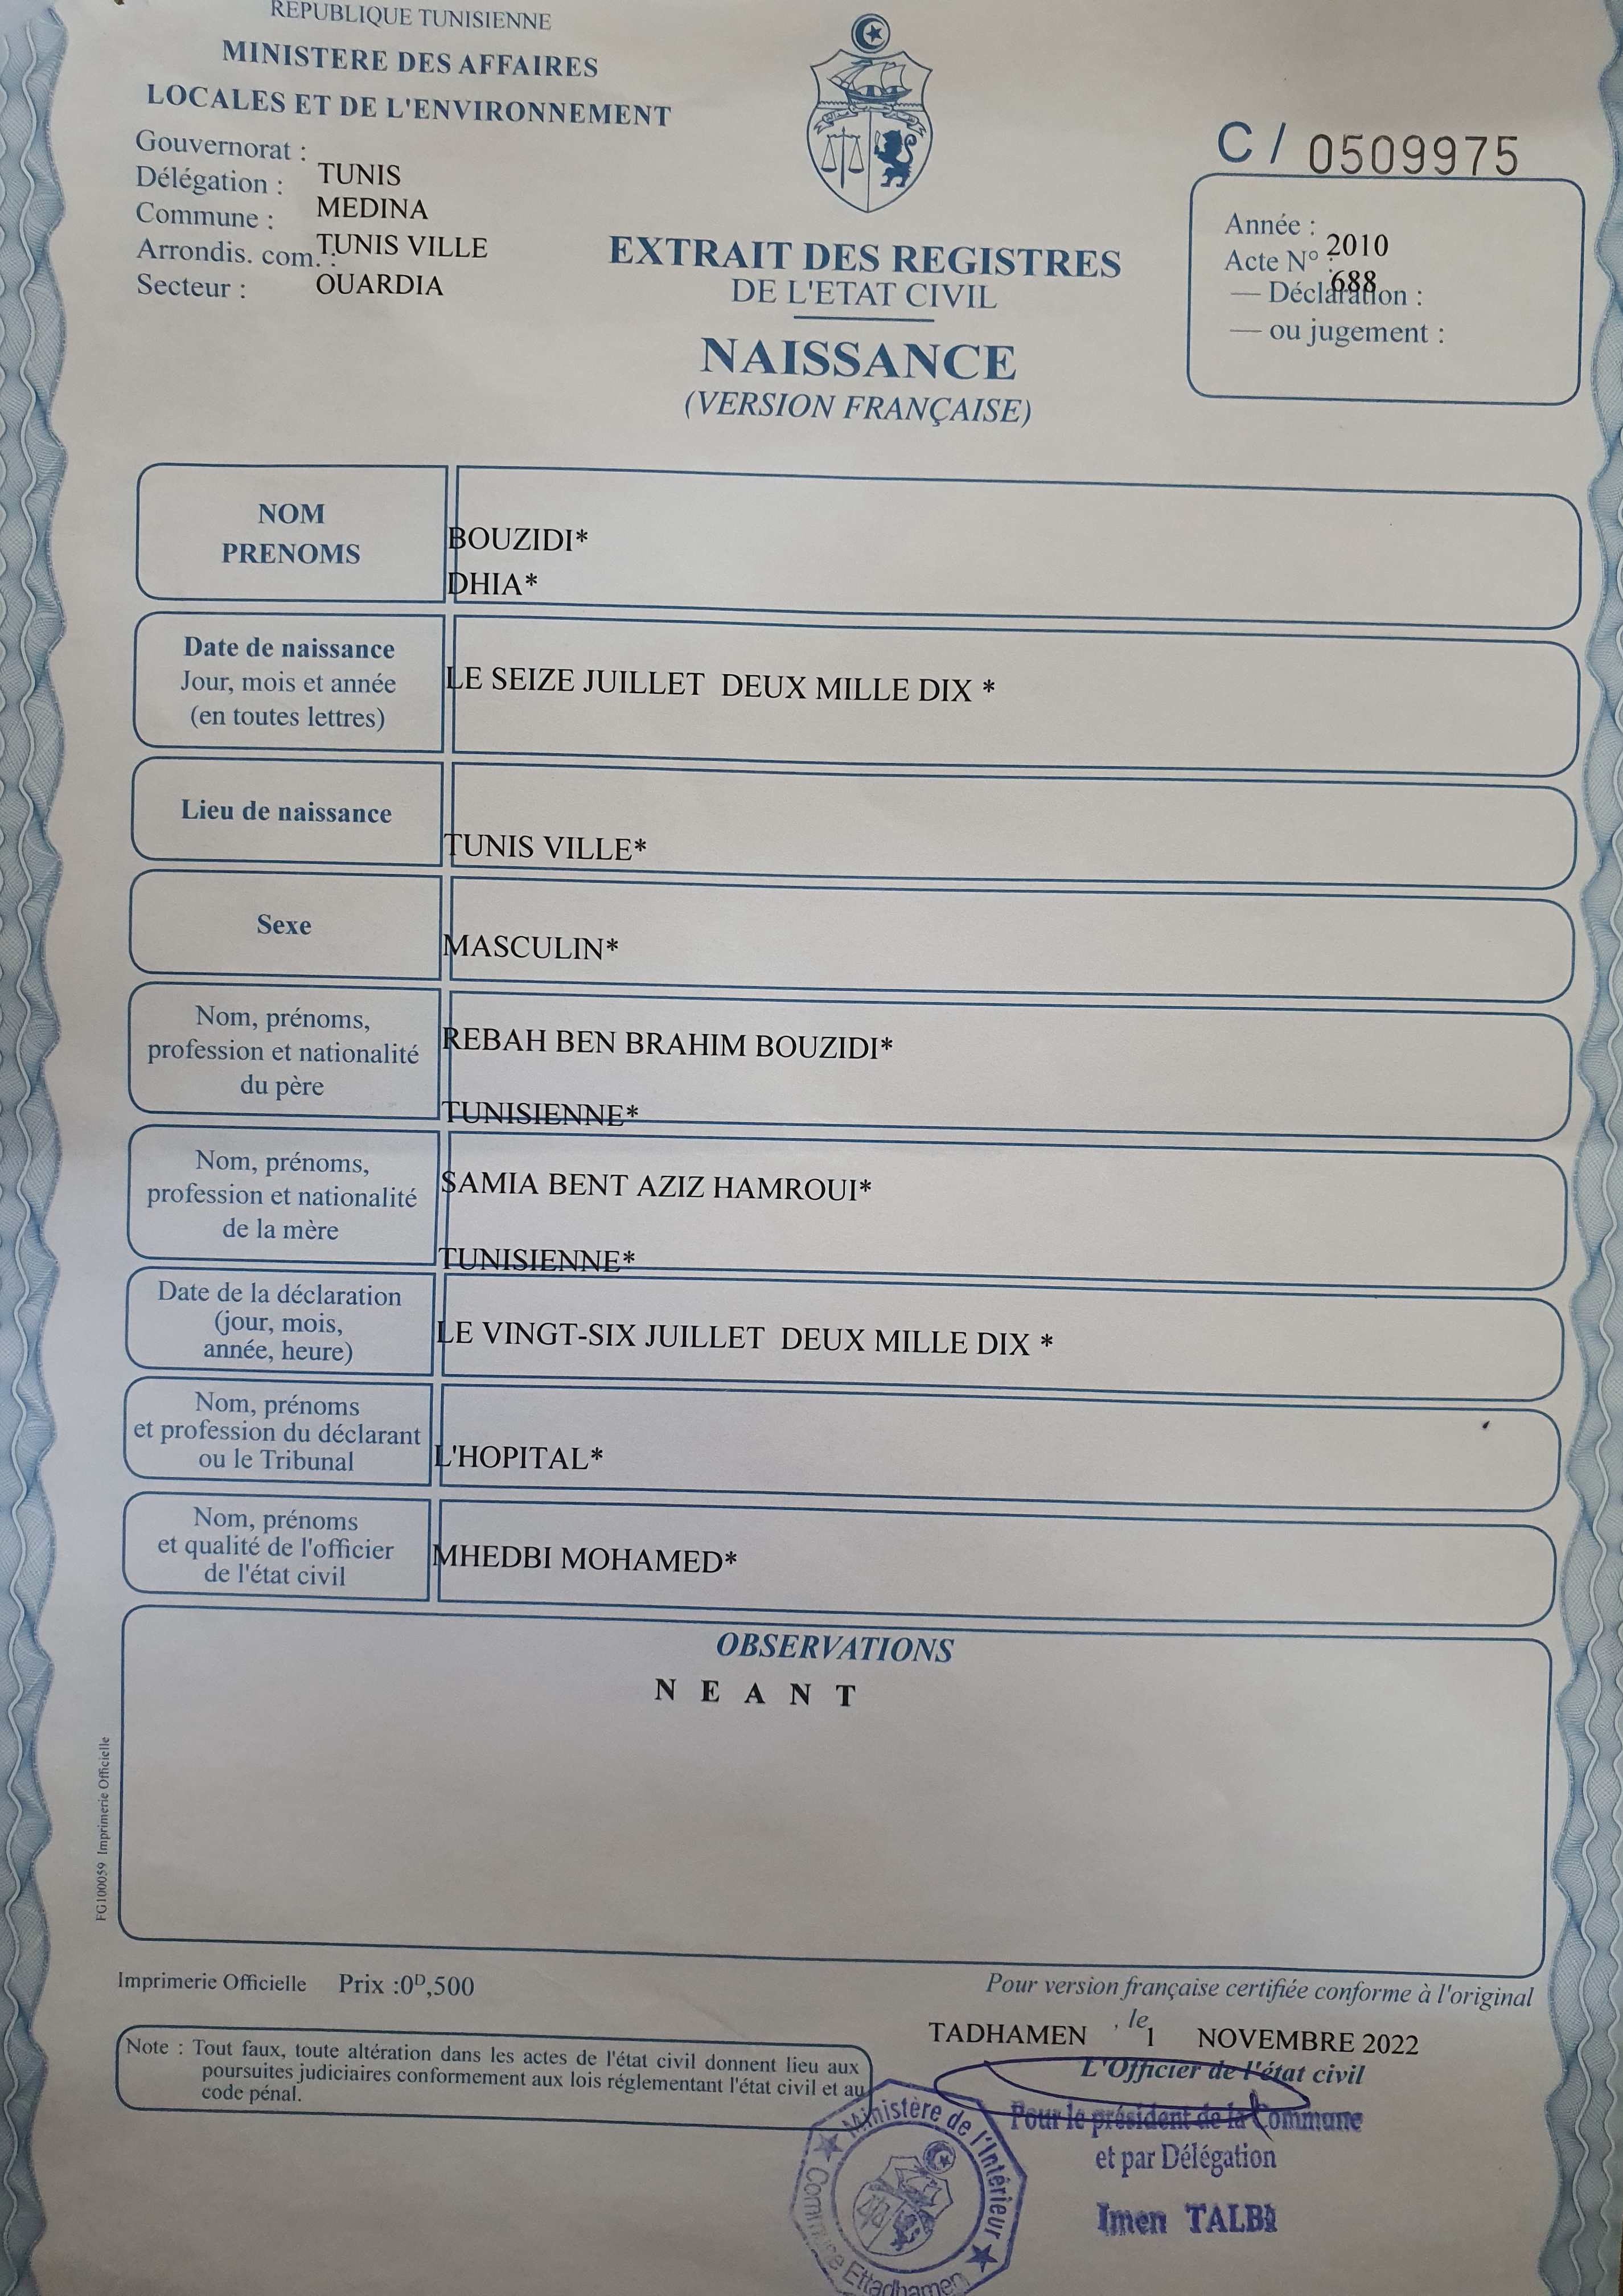 REPUBLIQUE TUNISIENNE
MINISTERE DES AFFAIRES
LOCALES ET DE L'ENVIRONNEMENT
Gouvernorat :
TUNIS
Délégation :
MEDINA
Commune :
TUNIS VILLE
Arrondis. com. :
OUARDIA
Secteur :
C / 0509975
Année :
2010
Acte N° :
688
— Déclaration :
— ou jugement :
EXTRAIT DES REGISTRES
DE L'ETAT CIVIL
NAISSANCE
(VERSION FRANÇAISE)
NOM
PRENOMS
BOUZIDI*
DHIA*
Date de naissance
Jour, mois et année
(en toutes lettres)
LE SEIZE JUILLET DEUX MILLE DIX *
Lieu de naissance
TUNIS VILLE*
Sexe
MASCULIN*
Nom, prénoms,
profession et nationalité
du père
REBAH BEN BRAHIM BOUZIDI*
TUNISIENNE*
Nom, prénoms,
profession et nationalité
de la mère
SAMIA BENT AZIZ HAMROUI*
TUNISIENNE*
Date de la déclaration
(jour, mois,
année, heure)
LE VINGT-SIX JUILLET DEUX MILLE DIX *
Nom, prénoms
et profession du déclarant
ou le Tribunal
L'HOPITAL*
Nom, prénoms
et qualité de l'officier
de l'état civil
MHEDBI MOHAMED*
OBSERVATIONS
N E A N T
FG100059 Imprimerie Officielle
Imprimerie Officielle Prix :0D,500
Pour version française certifiée conforme à l'original
TADHAMEN , le 1 NOVEMBRE 2022
L'Officier de l'état civil
Note : Tout faux, toute altération dans les actes de l'état civil donnent lieu aux
poursuites judiciaires conformement aux lois réglementant l'état civil et au
code pénal.
Pour le président de la Commune
et par Délégation
Imen TALBI
Ministère de l'Intérieur
Commune Ettadhamen